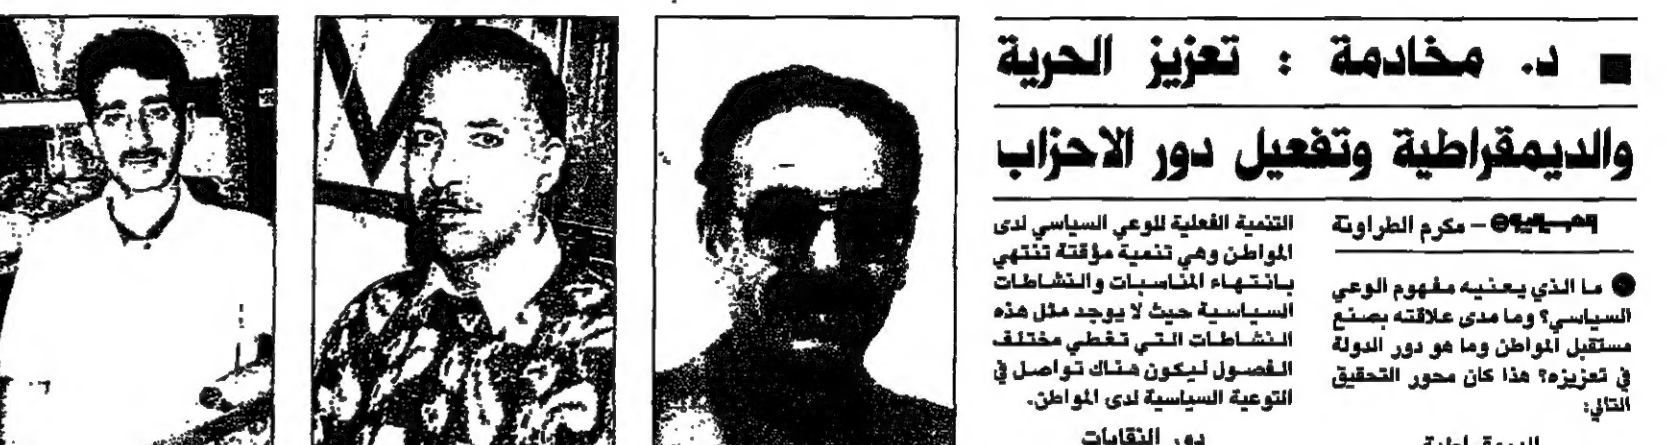 د. مخادمة : تعزيز الحرية
والديمقراطية وتفعيل دور الاحزاب
– مكرم الطراونة
ما الذي يعنيه مفهوم الوعي
السياسي؟ وما مدى علاقته بصنع
مستقبل المواطن وما هو دور الدولة
في تعزيزه؟ هذا كان محور التحقيق
التالي:
الديمقراطية
التنمية الفعلية للوعي السياسي لدى
المواطن وهي تنمية مؤقتة تنتهي
بانتهاء المناسبات والنشاطات
السياسية حيث لا يوجد مثل هذه
النشاطات التي تغطي مختلف
الفصول ليكون هناك تواصل في
التوعية السياسية لدى المواطن.
دور النقابات